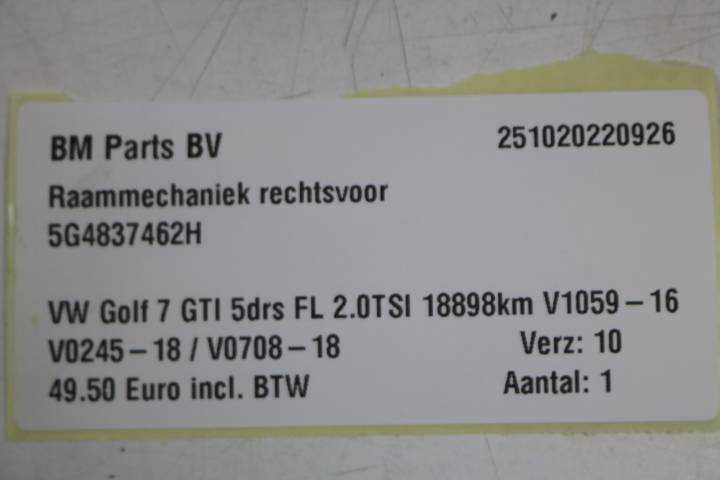 BM Parts BV 251020220926
Raammechaniek rechtsvoor
5G4837462H
VW Golf 7 GTI 5drs FL 2.0TSI 18898km V1059-16
V0245-18 / V0708-18 Verz: 10
49.50 Euro incl. BTW Aantal: 1